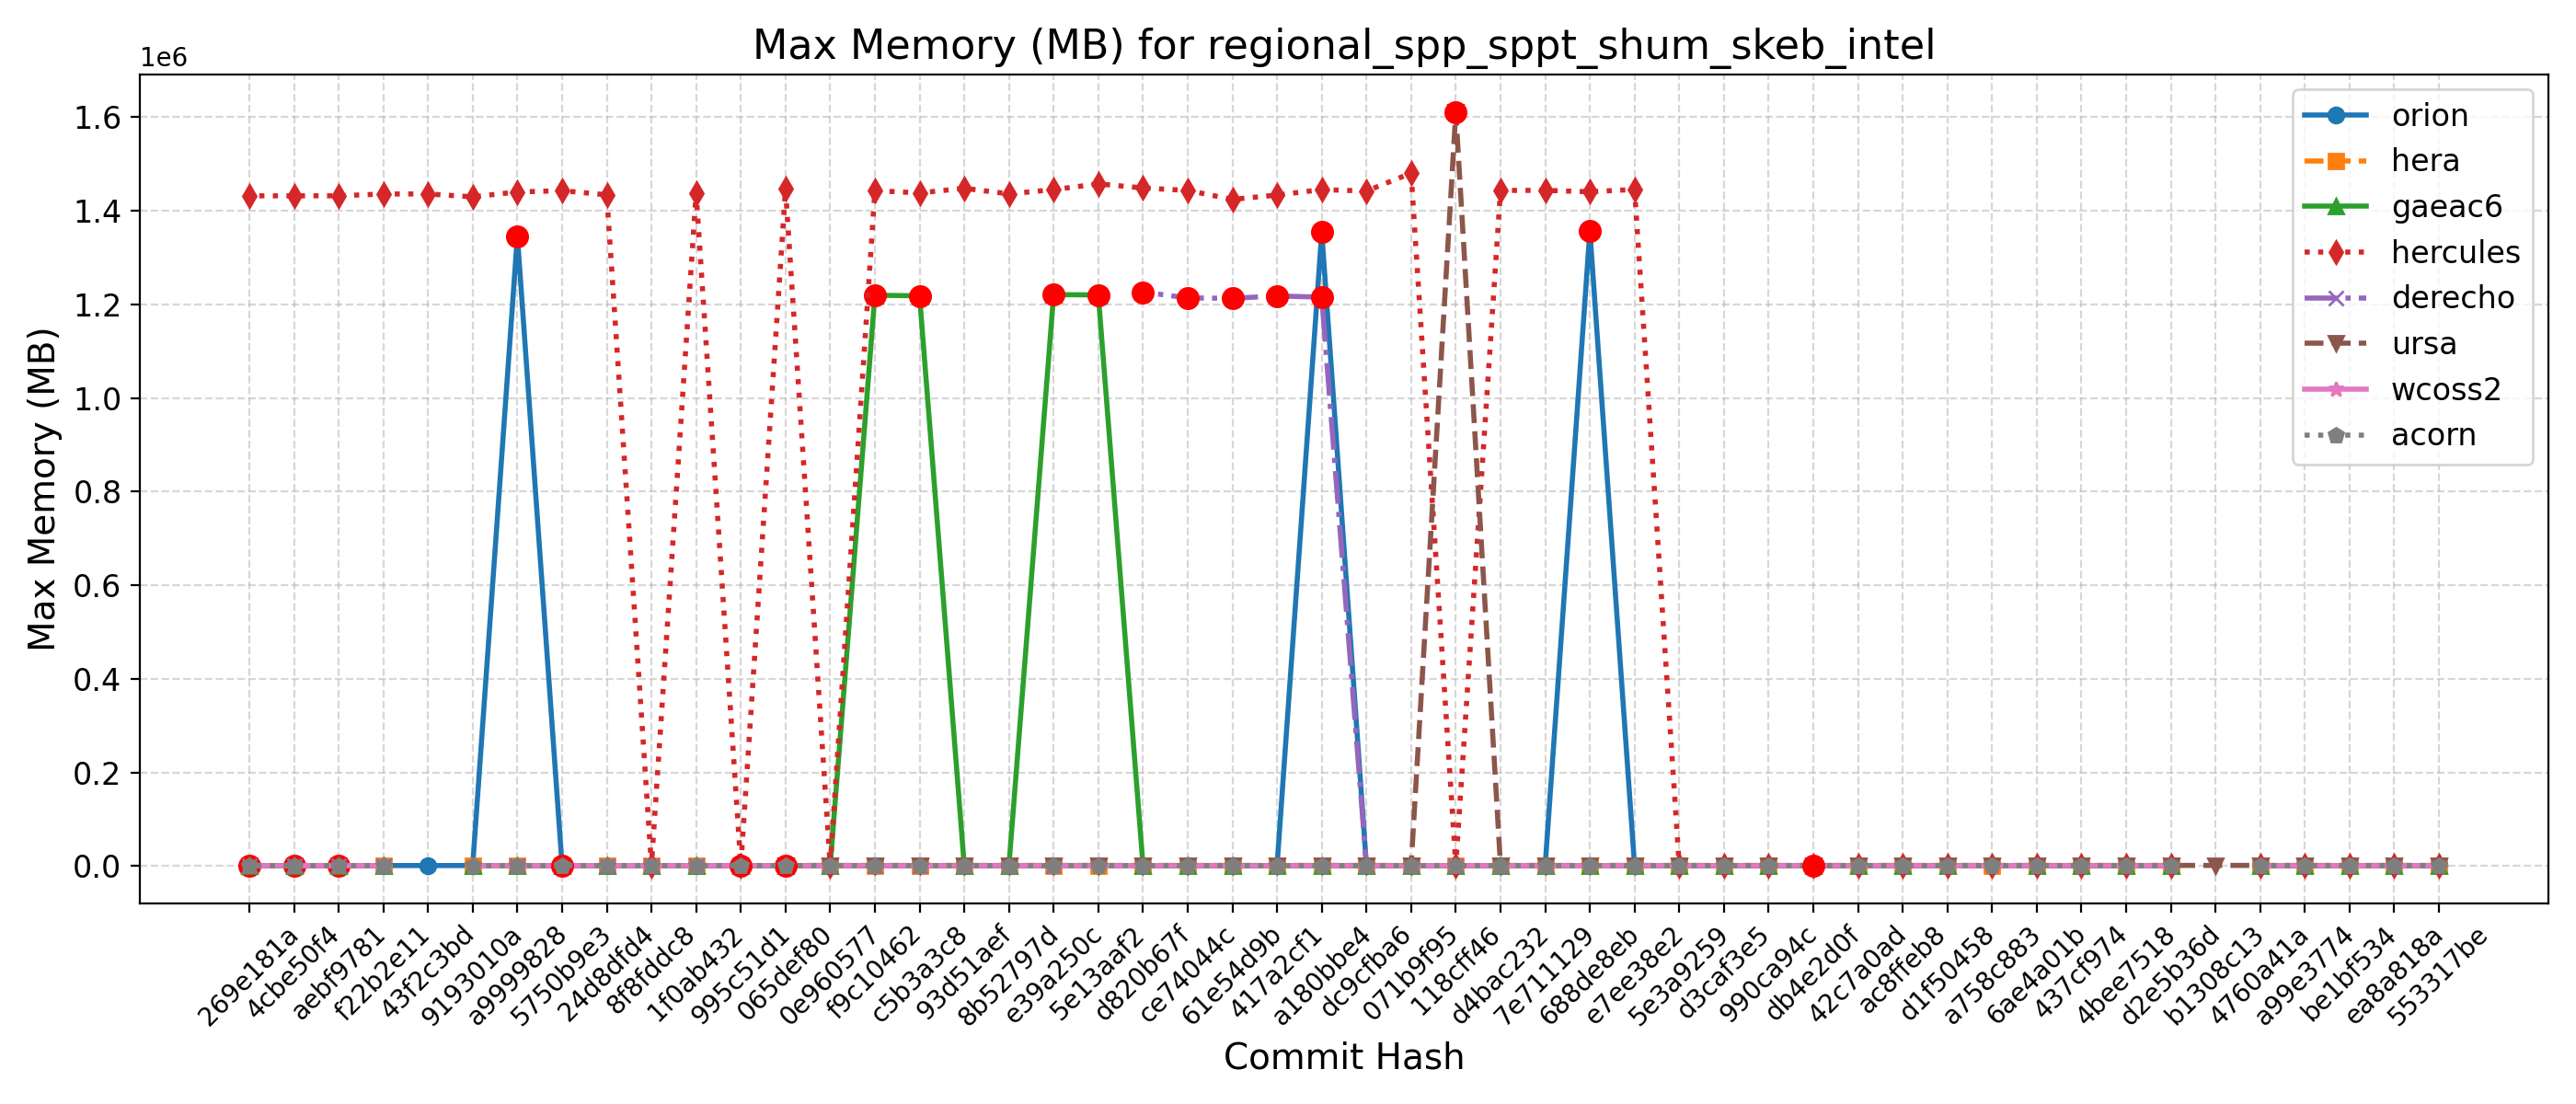 Max Memory (MB) for regional_spp_sppt_shum_skeb_intel
1e6
1.6
1.4
1.2
1.0
0.8
0.6
0.4
0.2
0.0
Max Memory (MB)
orion
hera
gaeac6
hercules
derecho
ursa
wcoss2
acorn
269e181a
4cbe50f4
aebf9781
f22b2e11
43f2c3bd
9193010a
a9999828
5750b9e3
24d8dfd4
8f8fddc8
1f0ab432
995c51d1
065def80
0e960577
f9c10462
c5b3a3c8
93d51aef
8b52797d
e39a250c
5e13aaf2
d820b67f
ce74044c
61e54d9b
417a2cf1
a180bbe4
dc9cfba6
071b9f95
118cff46
d4bac232
7e711129
688de8eb
e7ee38e2
5e3a9259
d3caf3e5
990ca94c
db4e2d0f
42c7a0ad
ac8ffeb8
d1f50458
a758c883
6ae4a01b
437cf974
4bee7518
d2e5b36d
b1308c13
4760a41a
a99e3774
be1bf534
ea8a818a
553317be
Commit Hash